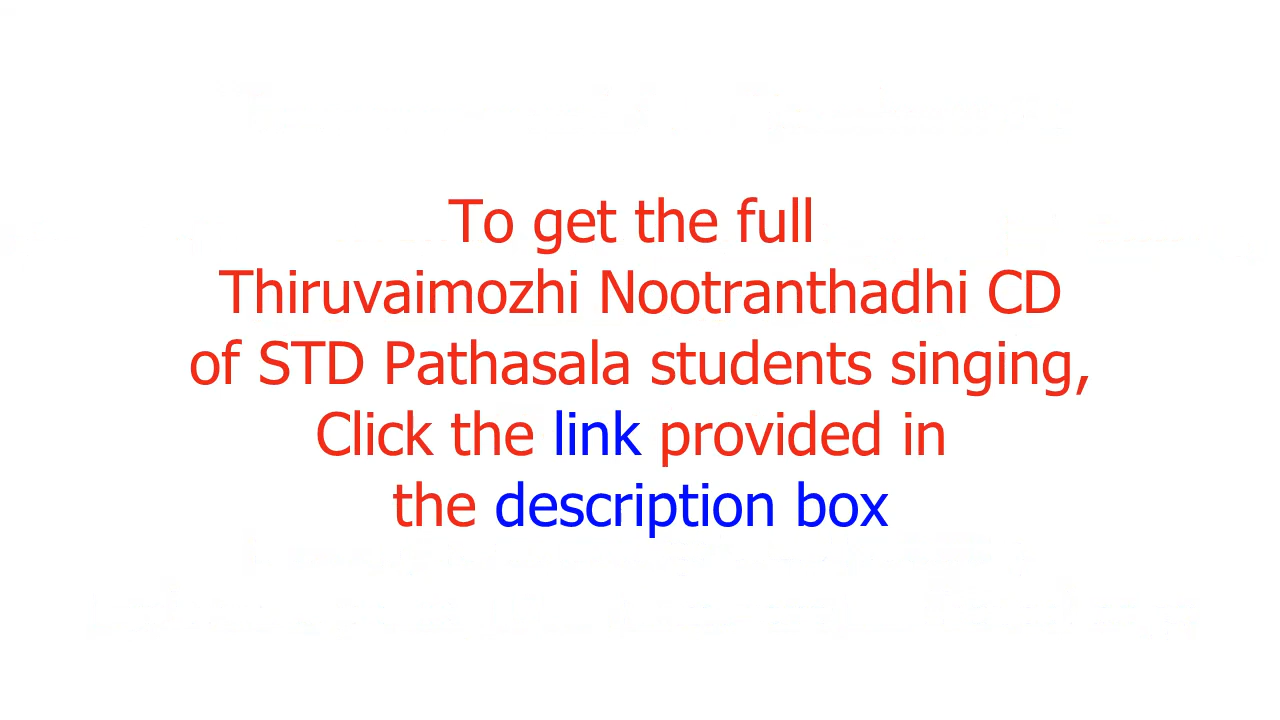 To get the full
Thiruvaimozhi Nootranthadhi CD
of STD Pathasala students singing,
Click the link provided in
the description box